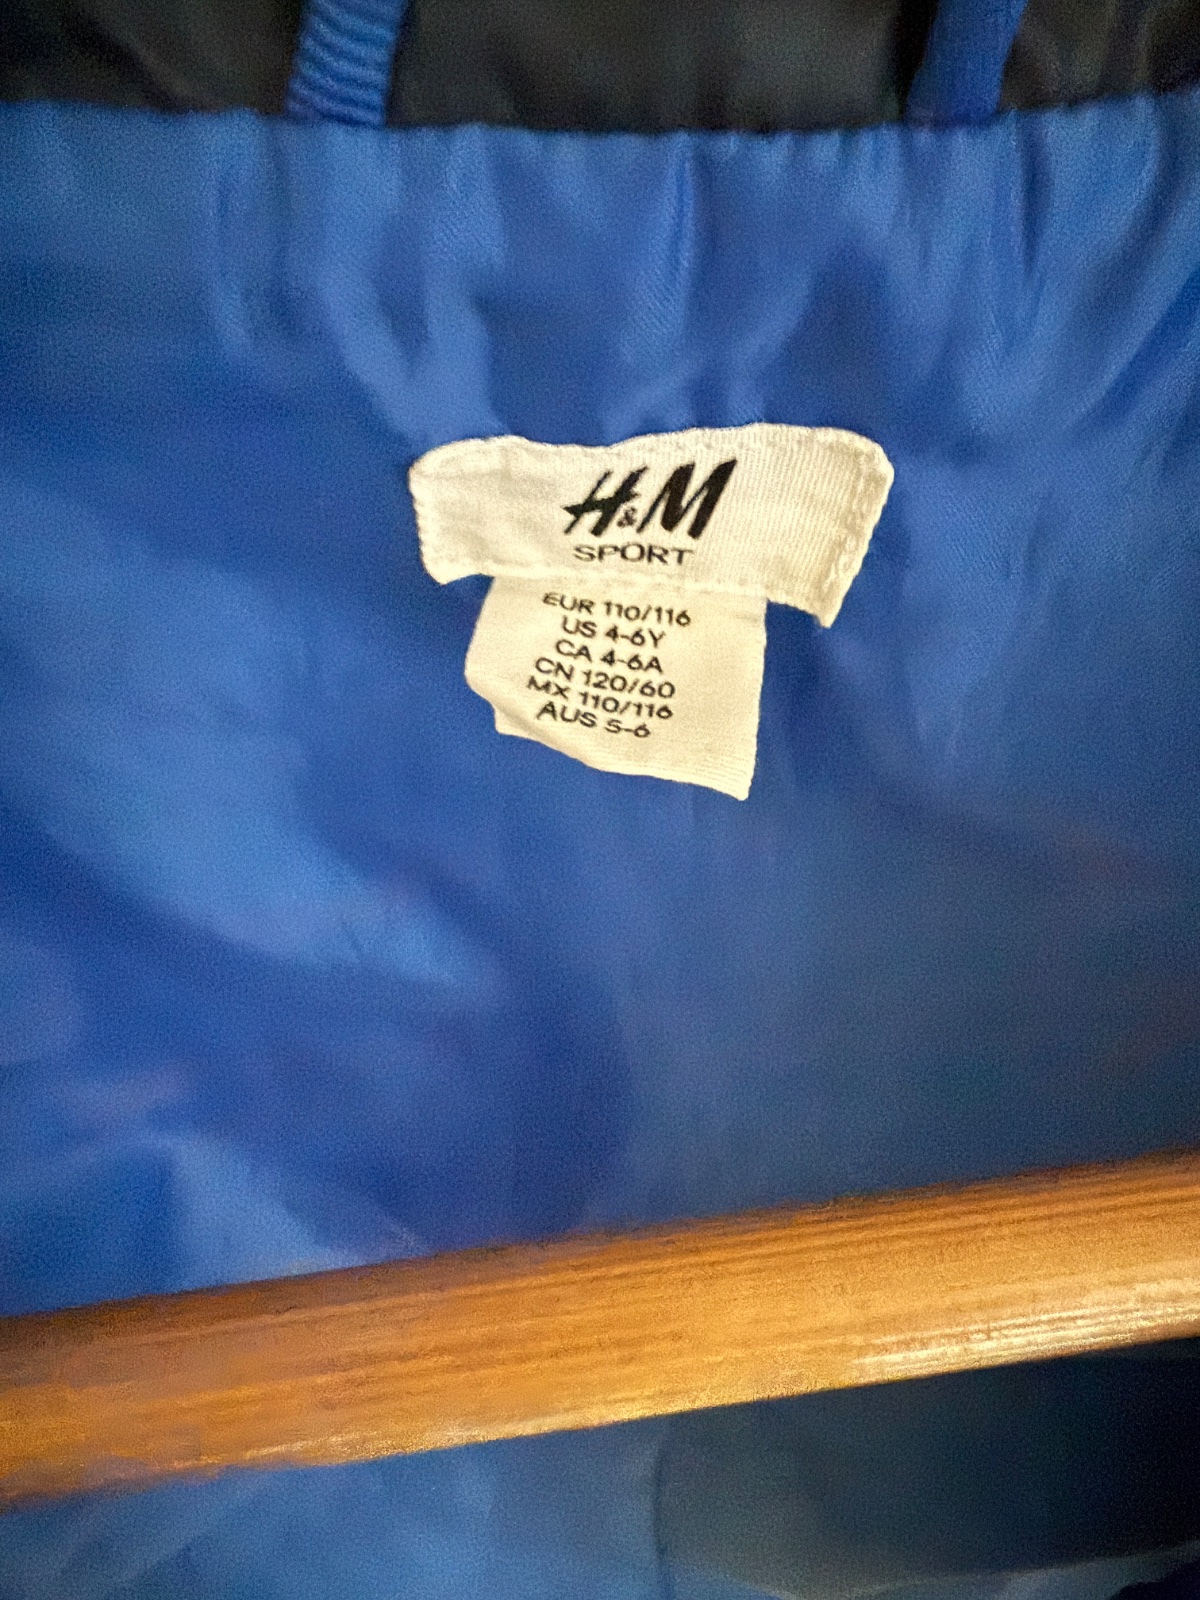 H&M
SPORT
EUR 110/116
US 4-6Y
CA 4-6A
CN 120/60
MX 110/116
AUS 5-6